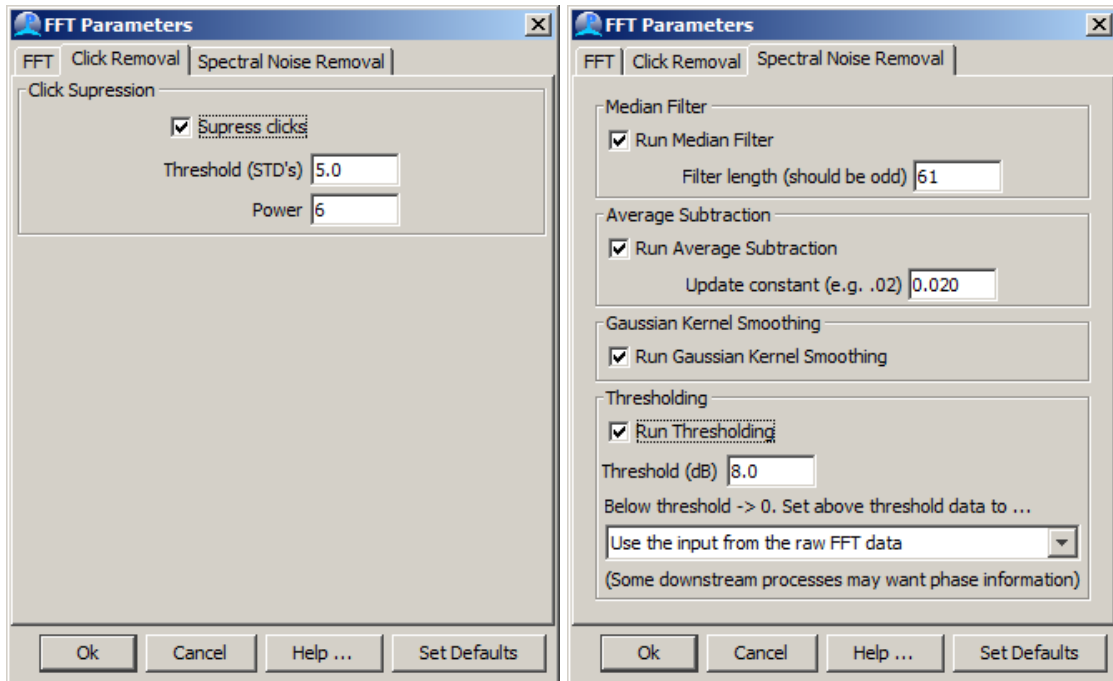 FFT Parameters
FFT Click Removal Spectral Noise Removal
Click Supression
Supress clicks
Threshold (STD's) 5.0
Power 6
Ok Cancel Help ... Set Defaults
FFT Parameters
FFT Click Removal Spectral Noise Removal
Median Filter
Run Median Filter
Filter length (should be odd) 61
Average Subtraction
Run Average Subtraction
Update constant (e.g. .02) 0.020
Gaussian Kernel Smoothing
Run Gaussian Kernel Smoothing
Thresholding
Run Thresholding
Threshold (dB) 8.0
Below threshold -> 0. Set above threshold data to ...
Use the input from the raw FFT data
(Some downstream processes may want phase information)
Ok Cancel Help ... Set Defaults